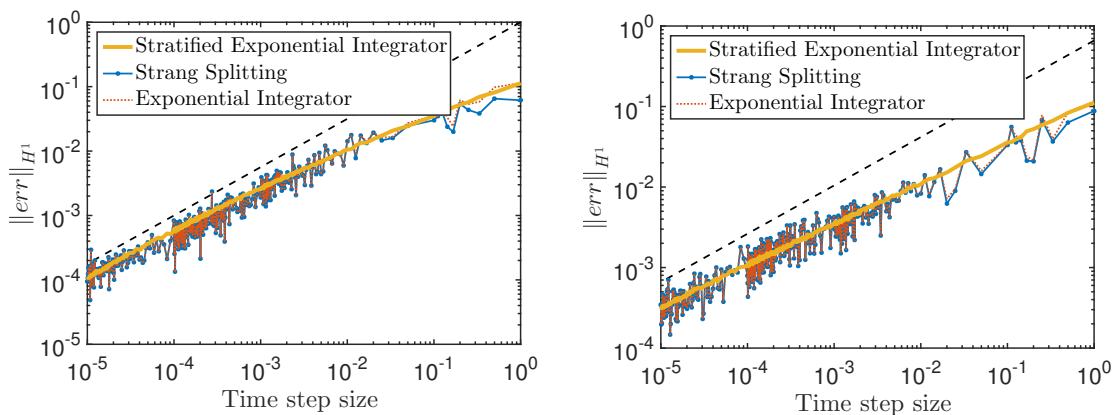 10^0
10^-1
10^-2
10^-3
10^-4
10^-5
||err||_{H^1}
Stratified Exponential Integrator
Strang Splitting
Exponential Integrator
10^-5 10^-4 10^-3 10^-2 10^-1 10^0
Time step size
10^0
10^-1
10^-2
10^-3
10^-4
||err||_{H^1}
Stratified Exponential Integrator
Strang Splitting
Exponential Integrator
10^-5 10^-4 10^-3 10^-2 10^-1 10^0
Time step size